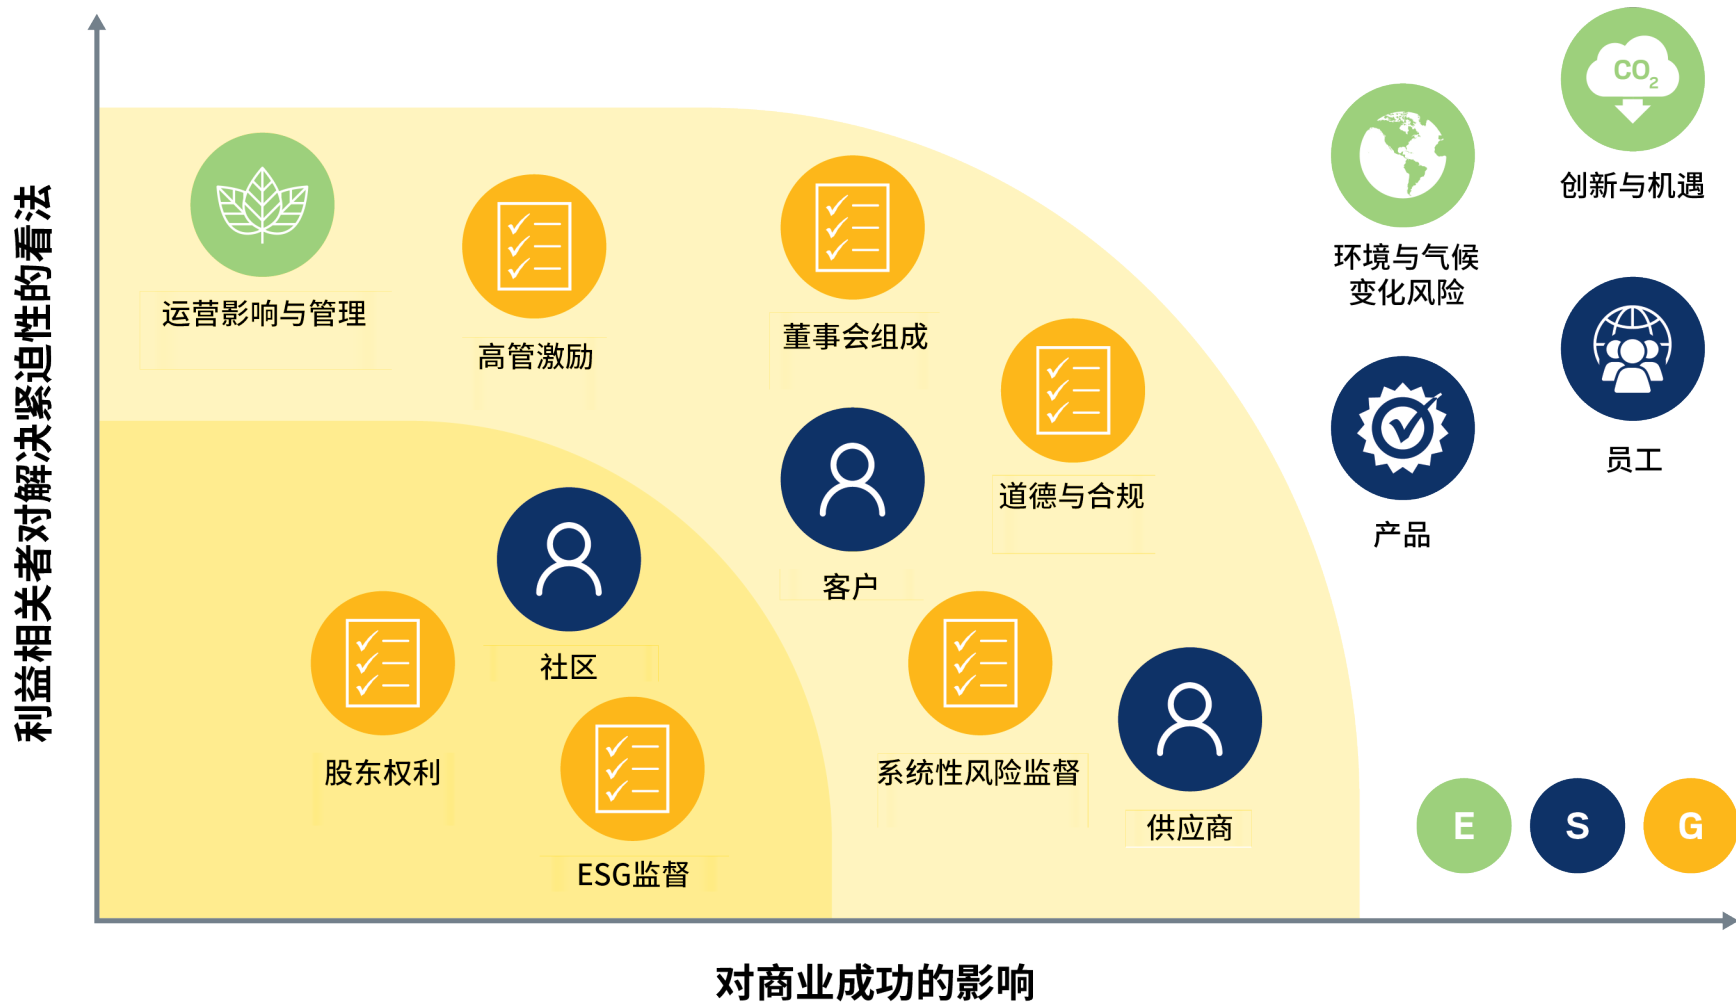 利益相关者对解决紧迫性的看法
CO₂
创新与机遇
环境与气候
变化风险
运营影响与管理
高管激励
董事会组成
道德与合规
员工
产品
客户
社区
股东权利
系统性风险监督
供应商
ESG监督
E
S
G
对商业成功的影响